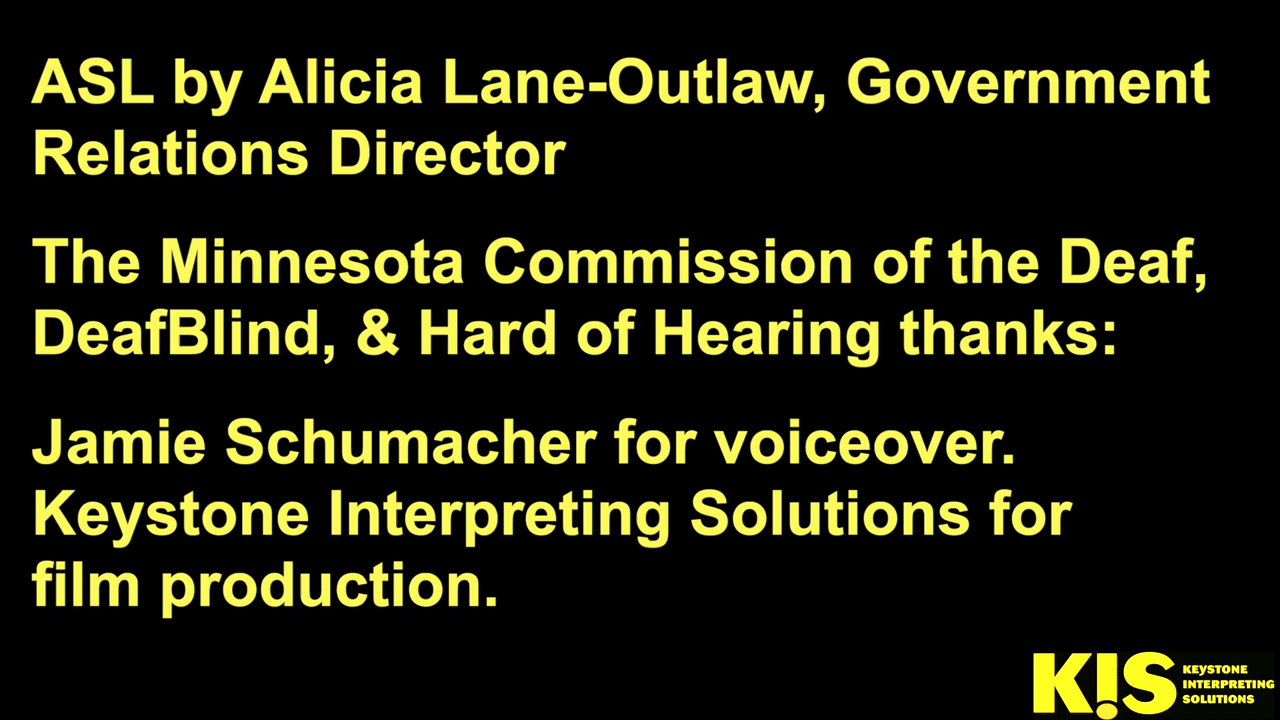 ASL by Alicia Lane-Outlaw, Government
Relations Director
The Minnesota Commission of the Deaf,
DeafBlind, & Hard of Hearing thanks:
Jamie Schumacher for voiceover.
Keystone Interpreting Solutions for
film production.
K!S
KEYSTONE
INTERPRETING
SOLUTIONS